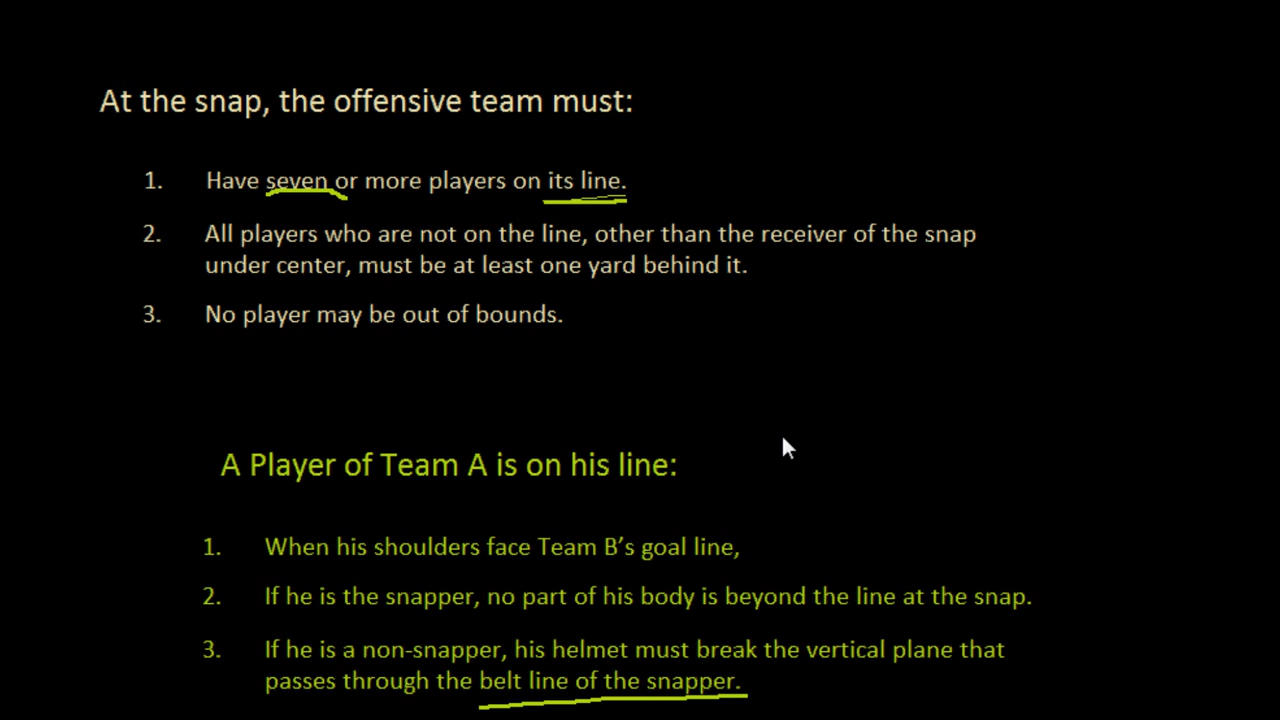 At the snap, the offensive team must:
1. Have seven or more players on its line.
2. All players who are not on the line, other than the receiver of the snap
under center, must be at least one yard behind it.
3. No player may be out of bounds.
A Player of Team A is on his line:
1. When his shoulders face Team B’s goal line,
2. If he is the snapper, no part of his body is beyond the line at the snap.
3. If he is a non-snapper, his helmet must break the vertical plane that
passes through the belt line of the snapper.